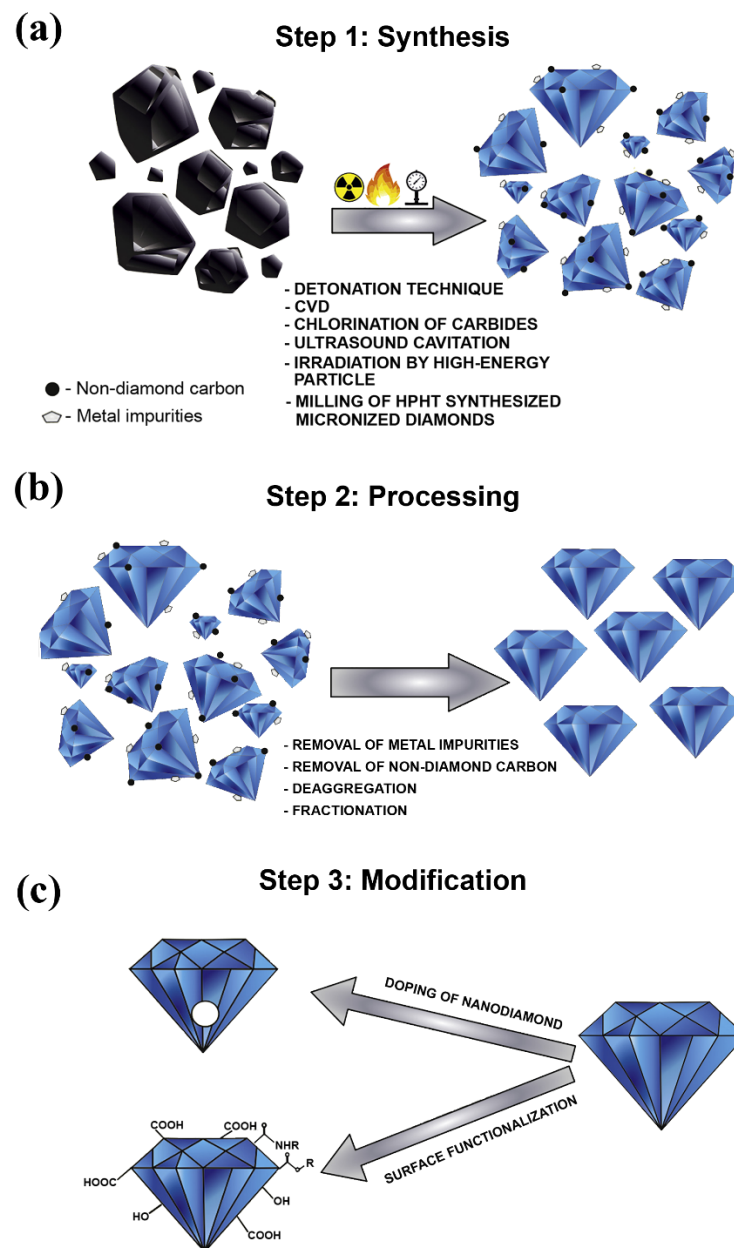 (a)
Step 1: Synthesis
- DETONATION TECHNIQUE
- CVD
- CHLORINATION OF CARBIDES
- ULTRASOUND CAVITATION
- IRRADIATION BY HIGH-ENERGY
PARTICLE
- MILLING OF HPHT SYNTHESIZED
MICRONIZED DIAMONDS
- Non-diamond carbon
- Metal impurities
(b)
Step 2: Processing
- REMOVAL OF METAL IMPURITIES
- REMOVAL OF NON-DIAMOND CARBON
- DEAGGREGATION
- FRACTIONATION
(c)
Step 3: Modification
DOPING OF NANODIAMOND
SURFACE FUNCTIONALIZATION
COOH
COOH
O
NHR
O
O
R
HOOC
OH
HO
COOH